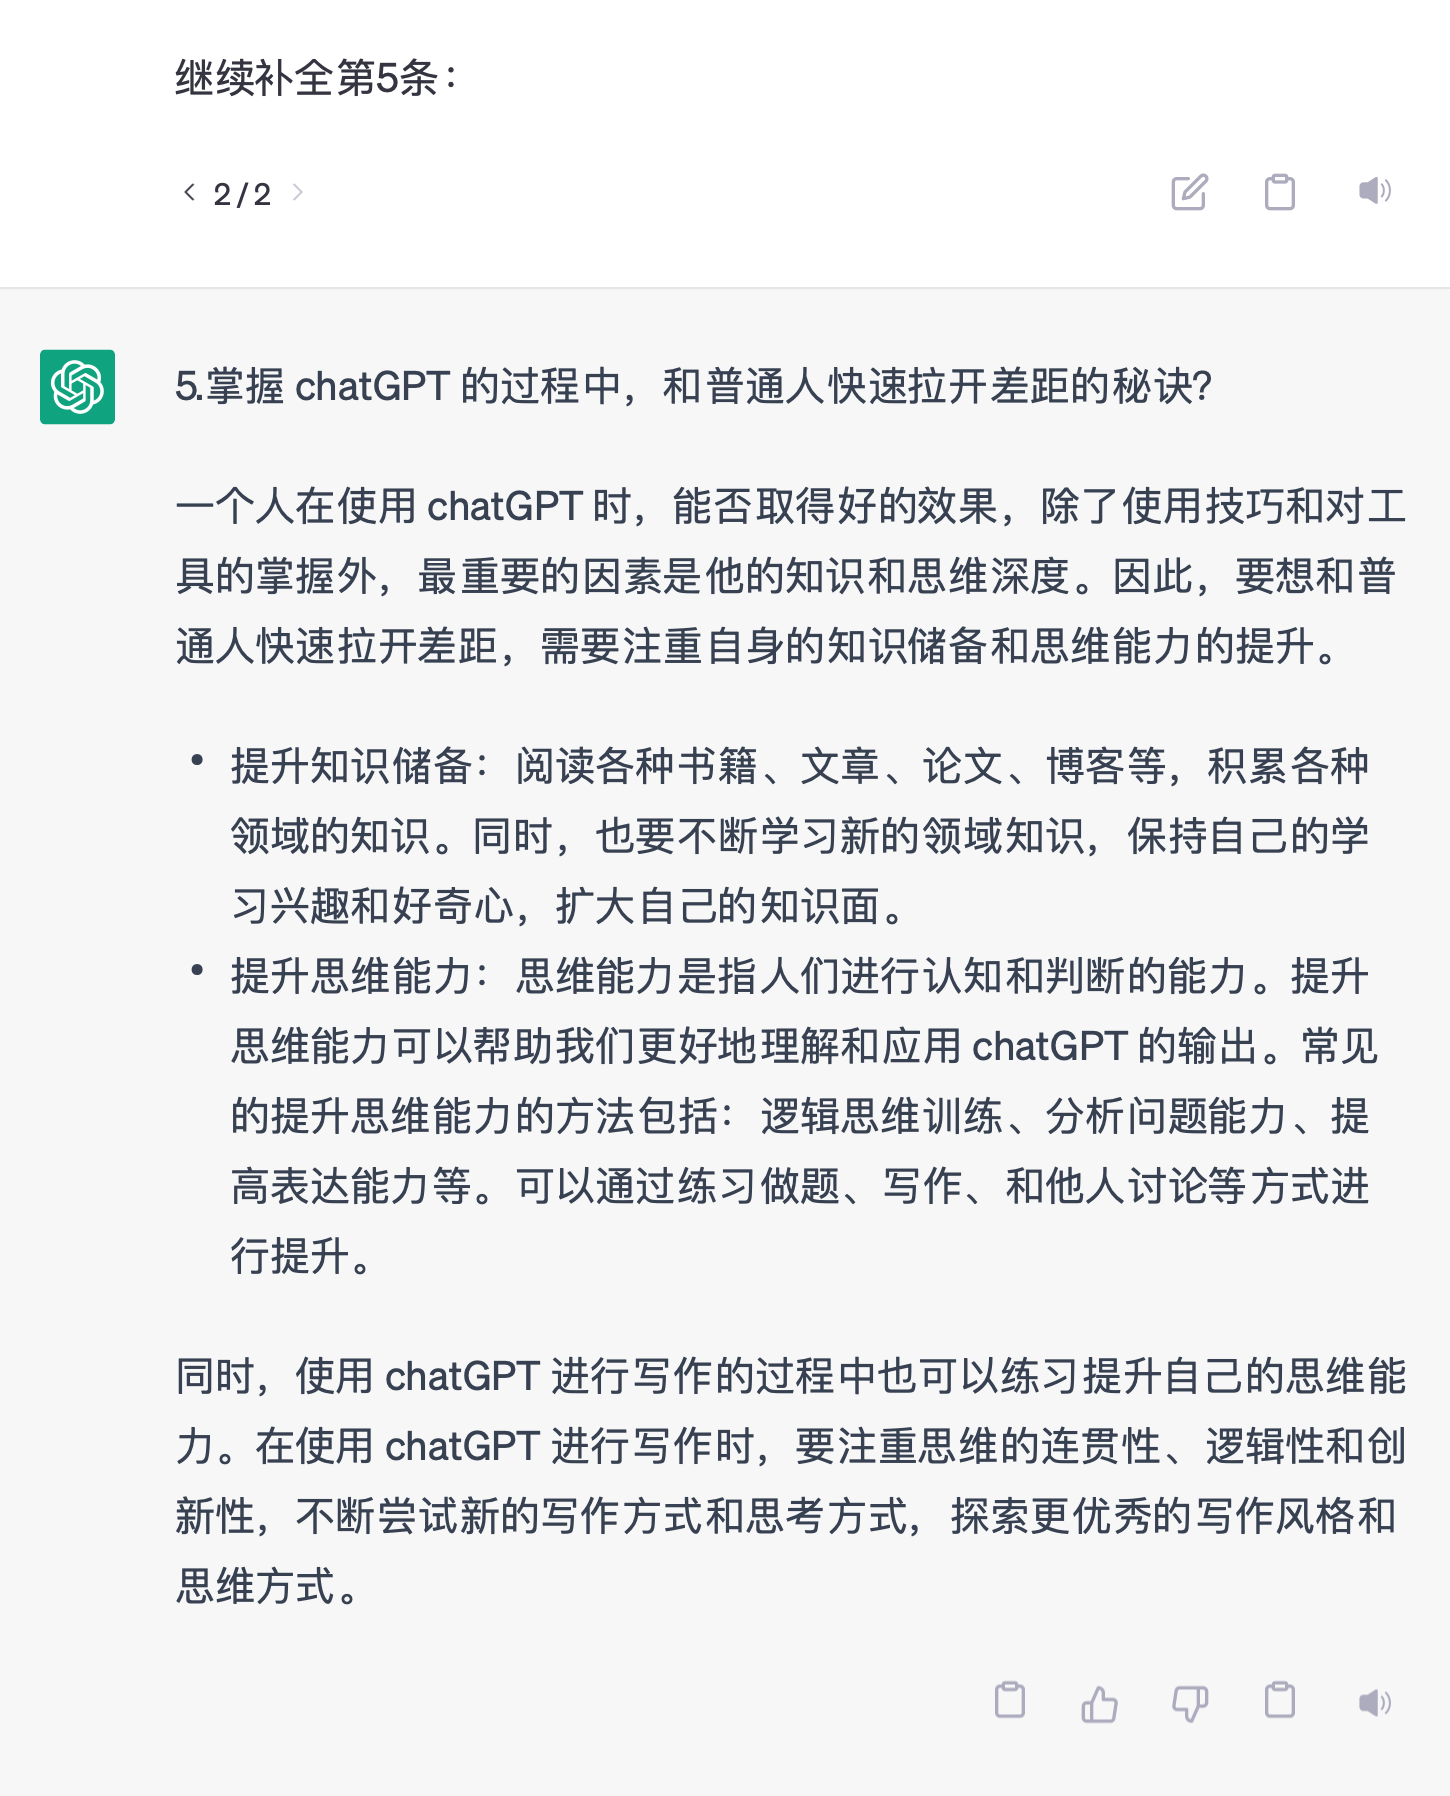 继续补全第5条：
2/2
5.掌握 chatGPT 的过程中，和普通人快速拉开差距的秘诀?
一个人在使用 chatGPT 时，能否取得好的效果，除了使用技巧和对工
具的掌握外，最重要的因素是他的知识和思维深度。因此，要想和普
通人快速拉开差距，需要注重自身的知识储备和思维能力的提升。
• 提升知识储备：阅读各种书籍、文章、论文、博客等，积累各种
领域的知识。同时，也要不断学习新的领域知识，保持自己的学
习兴趣和好奇心，扩大自己的知识面。
• 提升思维能力：思维能力是指人们进行认知和判断的能力。提升
思维能力可以帮助我们更好地理解和应用 chatGPT 的输出。常见
的提升思维能力的方法包括：逻辑思维训练、分析问题能力、提
高表达能力等。可以通过练习做题、写作、和他人讨论等方式进
行提升。
同时，使用 chatGPT 进行写作的过程中也可以练习提升自己的思维能
力。在使用 chatGPT 进行写作时，要注重思维的连贯性、逻辑性和创
新性，不断尝试新的写作方式和思考方式，探索更优秀的写作风格和
思维方式。